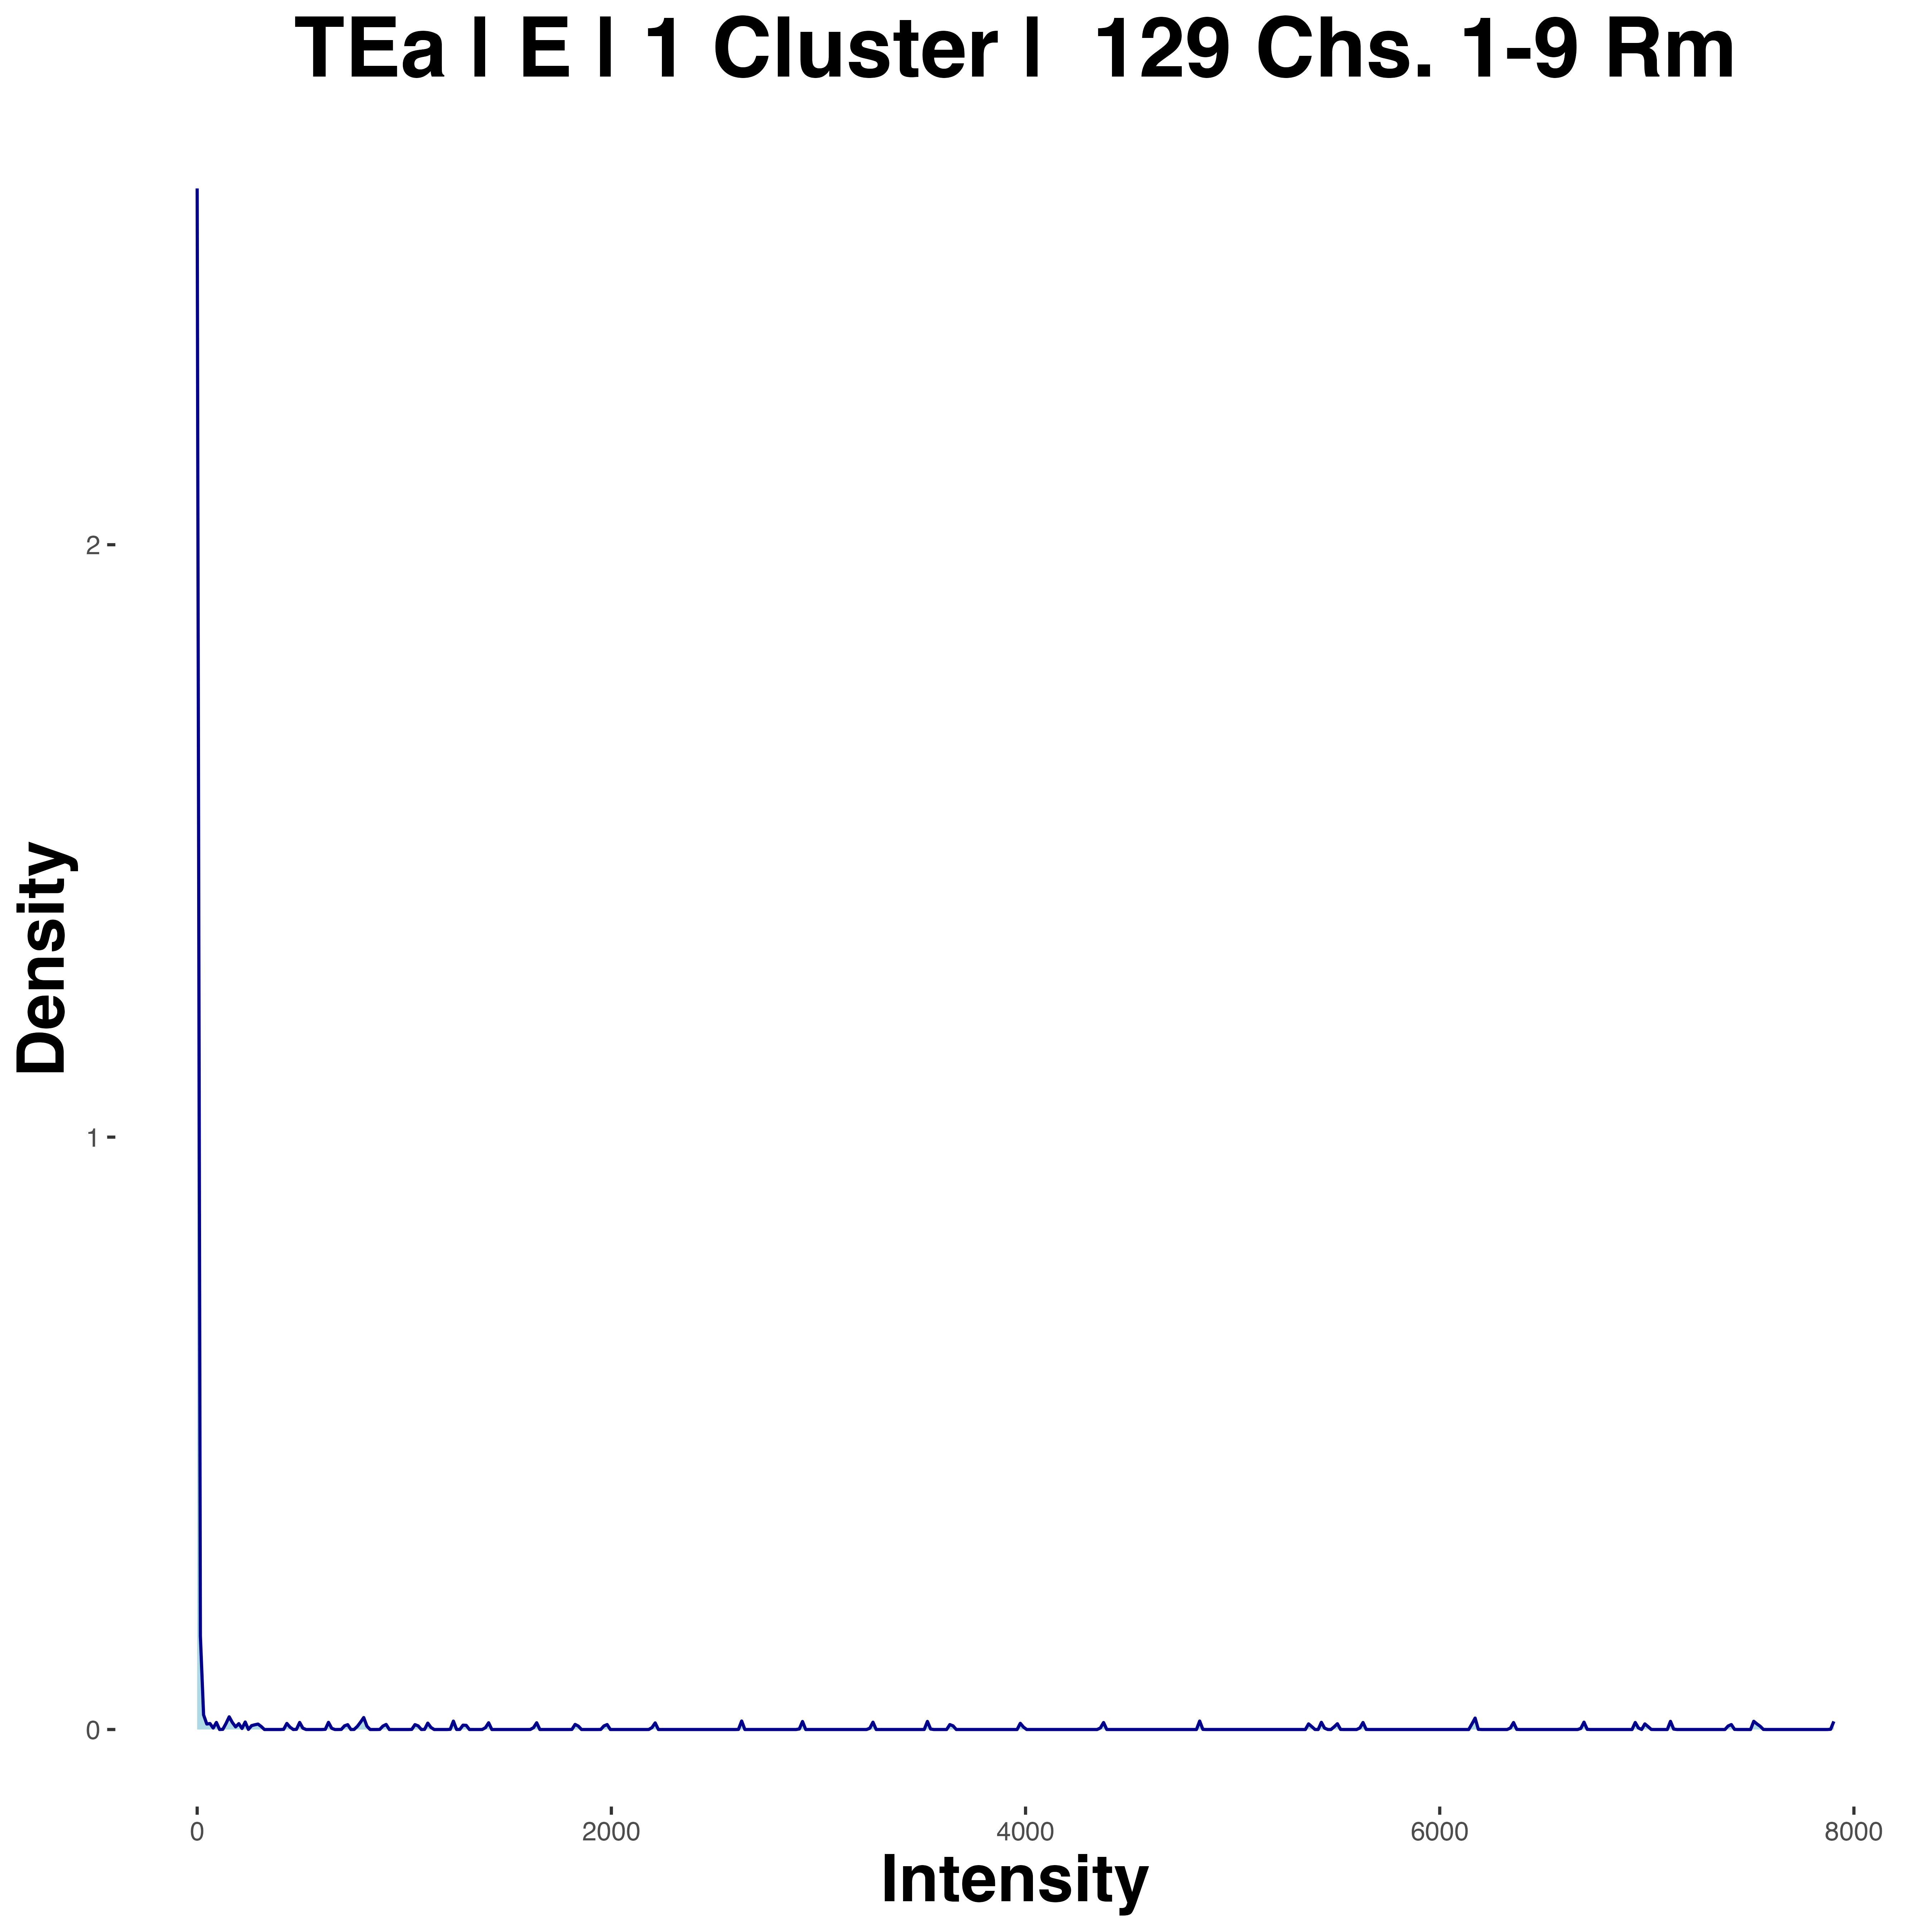 TEa | E | 1 Cluster |  129 Chs. 1-9 Rm
Density
2
1
0
0 2000 4000 6000 8000
Intensity